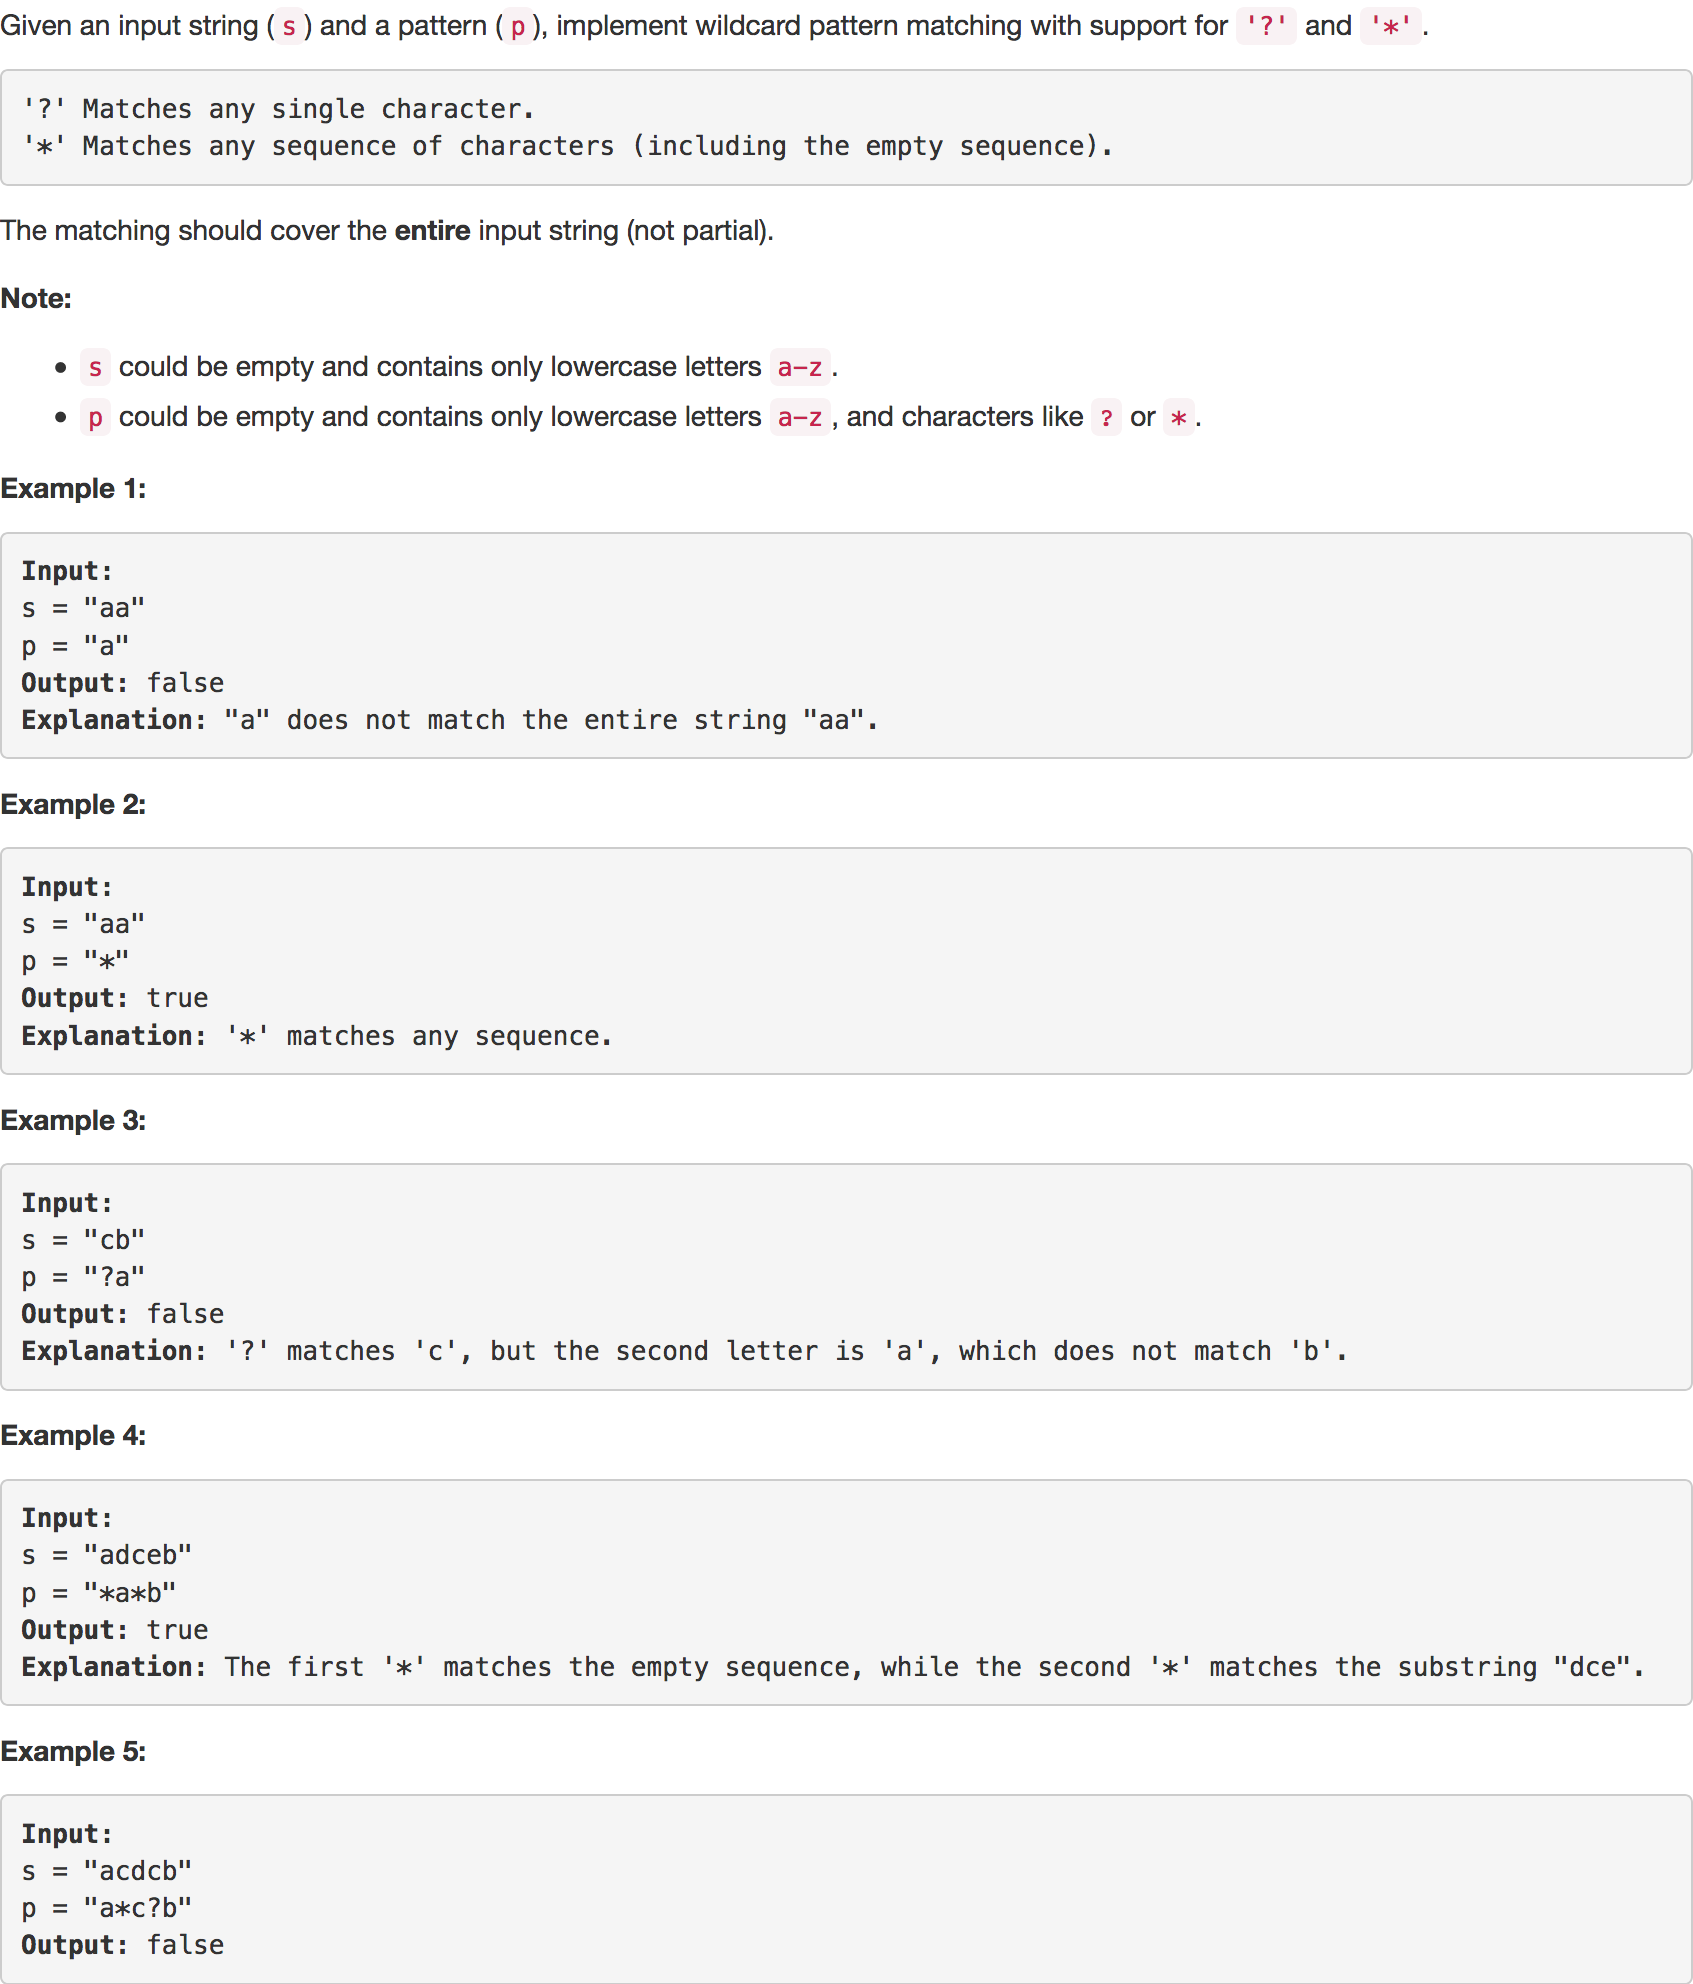 Given an input string (s) and a pattern (p), implement wildcard pattern matching with support for '?' and '*'.
'?' Matches any single character.
'*' Matches any sequence of characters (including the empty sequence).
The matching should cover the entire input string (not partial).
Note:
• s could be empty and contains only lowercase letters a-z.
• p could be empty and contains only lowercase letters a-z, and characters like ? or *.
Example 1:
Input:
s = "aa"
p = "a"
Output: false
Explanation: "a" does not match the entire string "aa".
Example 2:
Input:
s = "aa"
p = "*"
Output: true
Explanation: '*' matches any sequence.
Example 3:
Input:
s = "cb"
p = "?a"
Output: false
Explanation: '?' matches 'c', but the second letter is 'a', which does not match 'b'.
Example 4:
Input:
s = "adceb"
p = "*a*b"
Output: true
Explanation: The first '*' matches the empty sequence, while the second '*' matches the substring "dce".
Example 5:
Input:
s = "acdcb"
p = "a*c?b"
Output: false